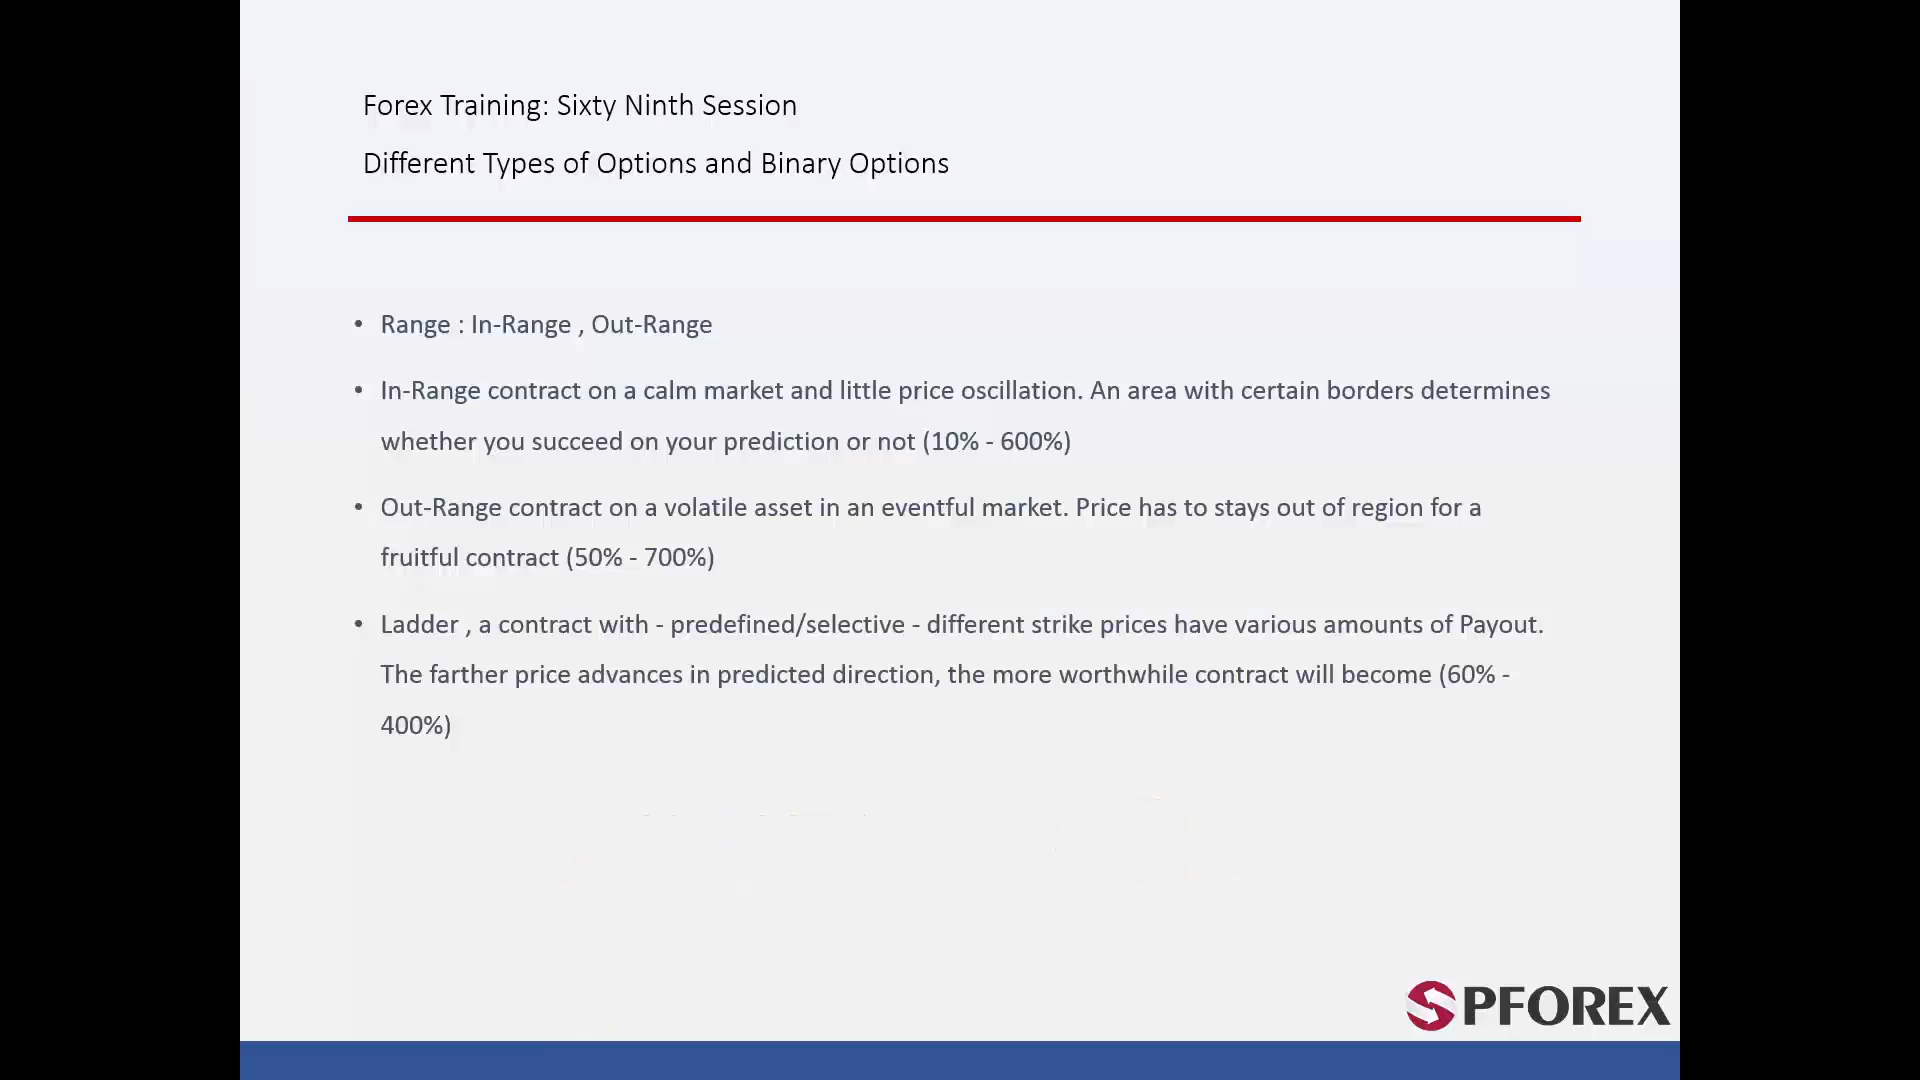 Forex Training: Sixty Ninth Session
Different Types of Options and Binary Options
• Range : In-Range , Out-Range
• In-Range contract on a calm market and little price oscillation. An area with certain borders determines
whether you succeed on your prediction or not (10% - 600%)
• Out-Range contract on a volatile asset in an eventful market. Price has to stays out of region for a
fruitful contract (50% - 700%)
• Ladder , a contract with - predefined/selective - different strike prices have various amounts of Payout.
The farther price advances in predicted direction, the more worthwhile contract will become (60% -
400%)
PFOREX